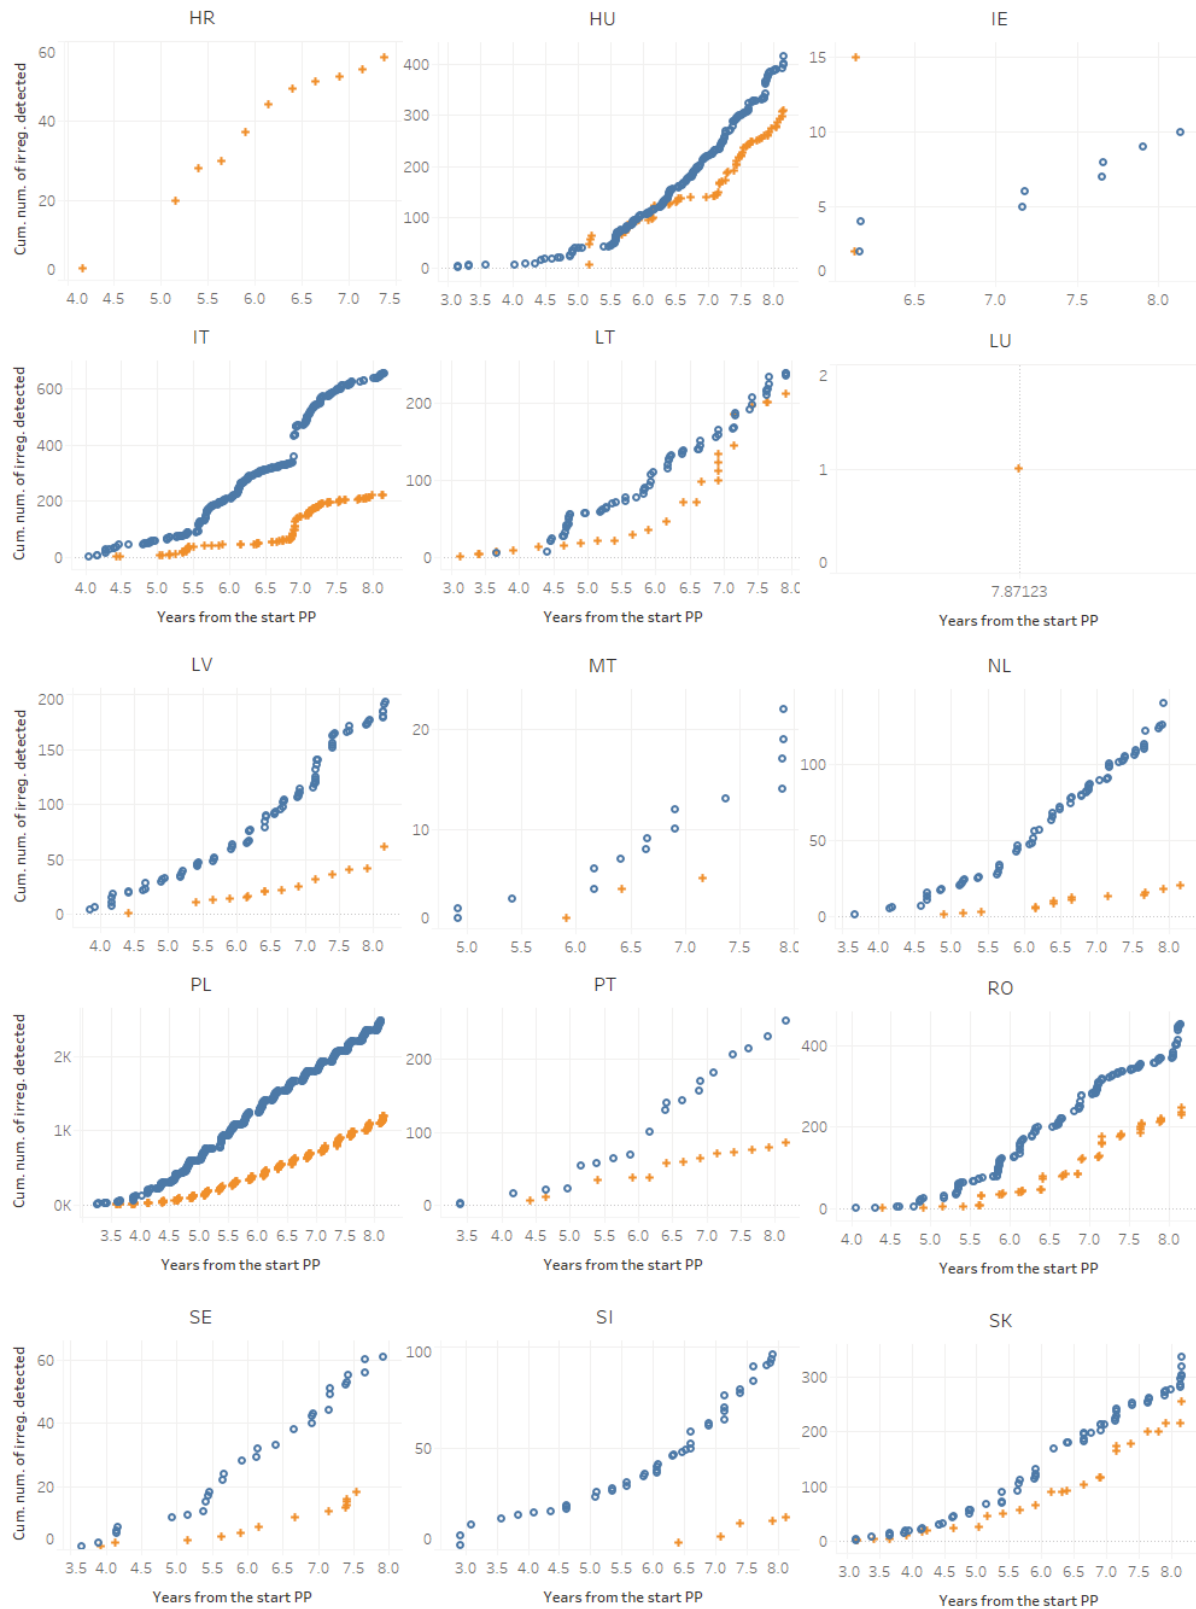 HR HU IE
Cum. num. of irreg. detected
60
40
20
0
4.0 4.5 5.0 5.5 6.0 6.5 7.0 7.5
400
300
200
100
0
3.0 3.5 4.0 4.5 5.0 5.5 6.0 6.5 7.0 7.5 8.0
15
10
5
0
6.5 7.0 7.5 8.0
IT LT LU
Cum. num. of irreg. detected
600
400
200
0
4.0 4.5 5.0 5.5 6.0 6.5 7.0 7.5 8.0
Years from the start PP
200
100
0
3.0 3.5 4.0 4.5 5.0 5.5 6.0 6.5 7.0 7.5 8.0
Years from the start PP
2
1
0
7.87123
Years from the start PP
LV MT NL
Cum. num. of irreg. detected
200
150
100
50
0
4.0 4.5 5.0 5.5 6.0 6.5 7.0 7.5 8.0
20
10
0
5.0 5.5 6.0 6.5 7.0 7.5 8.0
100
50
0
3.5 4.0 4.5 5.0 5.5 6.0 6.5 7.0 7.5 8.0
PL PT RO
Cum. num. of irreg. detected
2K
1K
0K
3.5 4.0 4.5 5.0 5.5 6.0 6.5 7.0 7.5 8.0
Years from the start PP
200
100
0
3.5 4.0 4.5 5.0 5.5 6.0 6.5 7.0 7.5 8.0
Years from the start PP
400
200
0
4.0 4.5 5.0 5.5 6.0 6.5 7.0 7.5 8.0
Years from the start PP
SE SI SK
Cum. num. of irreg. detected
60
40
20
0
3.5 4.0 4.5 5.0 5.5 6.0 6.5 7.0 7.5 8.0
Years from the start PP
100
50
0
3.0 3.5 4.0 4.5 5.0 5.5 6.0 6.5 7.0 7.5 8.0
Years from the start PP
300
200
100
0
3.0 3.5 4.0 4.5 5.0 5.5 6.0 6.5 7.0 7.5 8.0
Years from the start PP